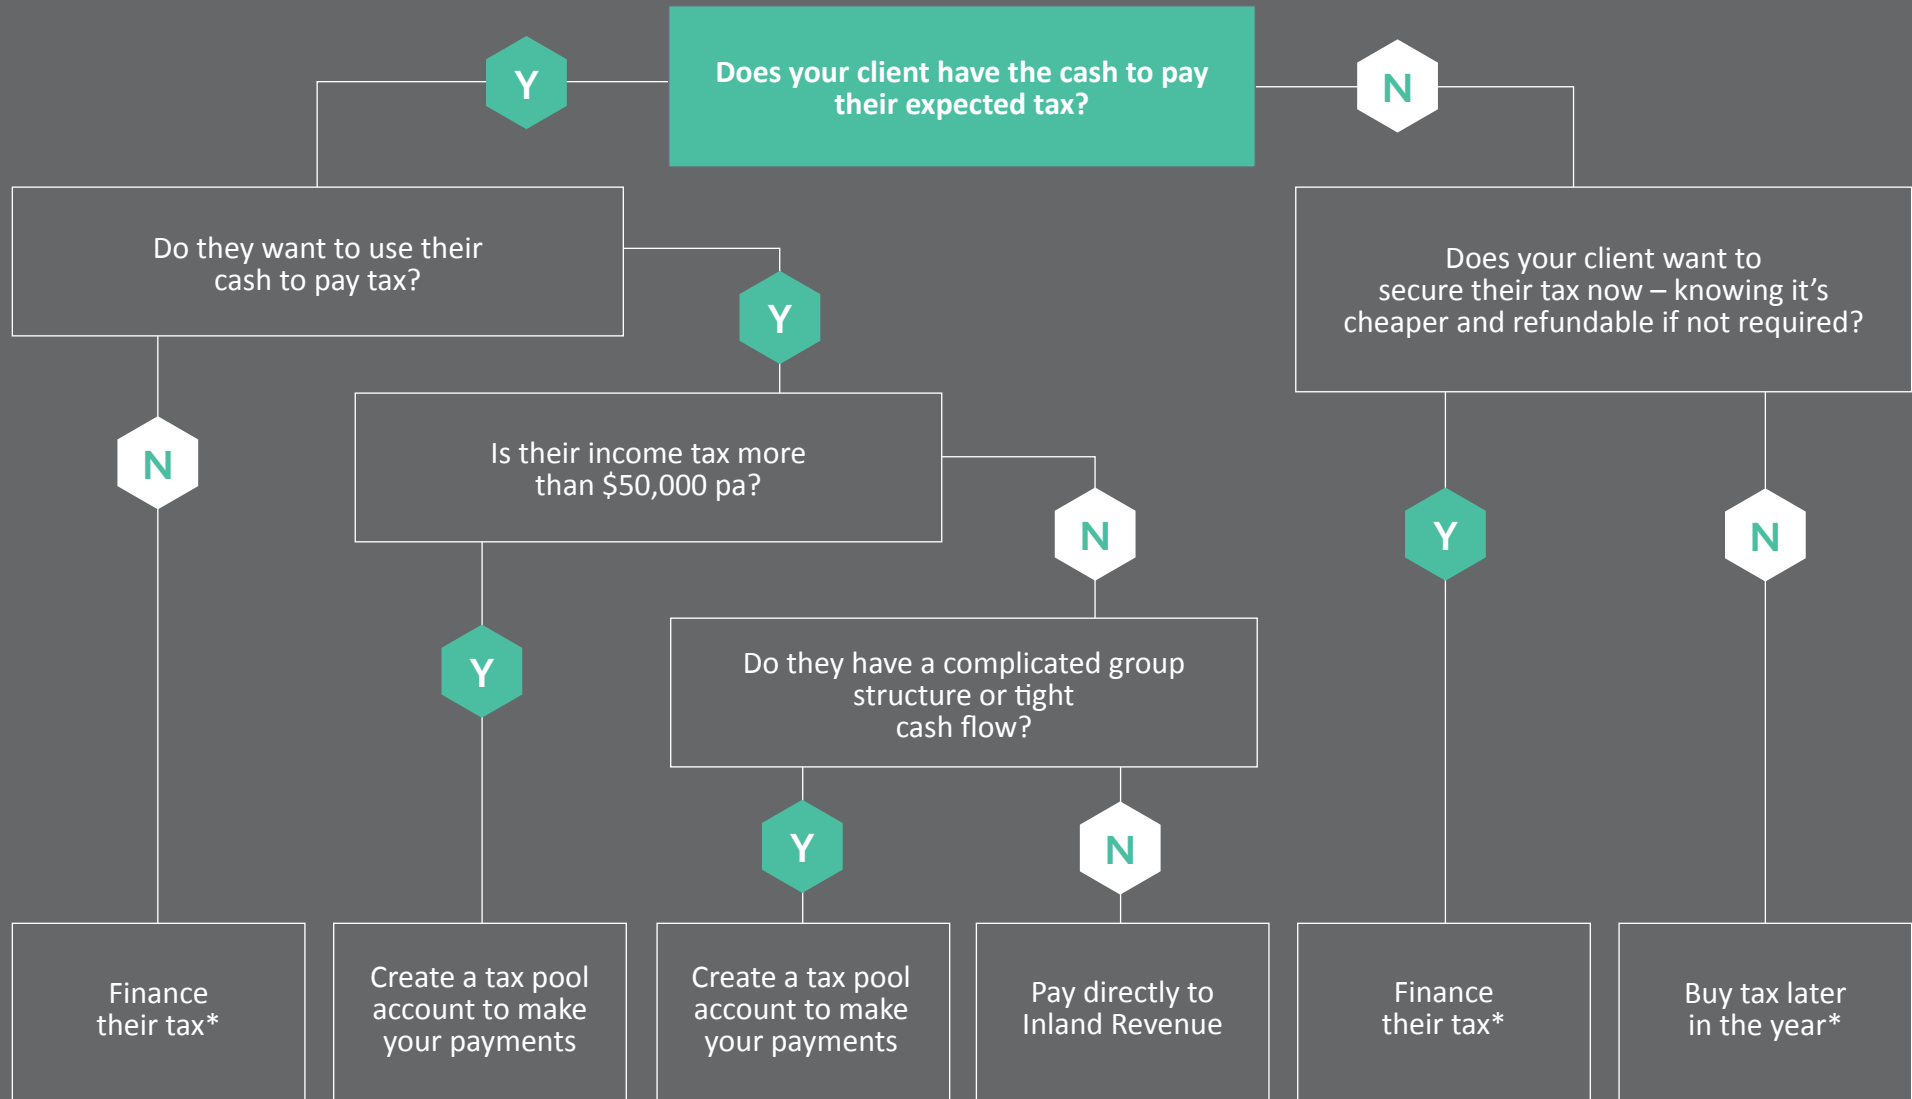 Does your client have the cash to pay
their expected tax?
Y
N
Do they want to use their
cash to pay tax?
Does your client want to
secure their tax now – knowing it's
cheaper and refundable if not required?
Y
N
Is their income tax more
than $50,000 pa?
N
Y
N
Y
Do they have a complicated group
structure or tight
cash flow?
Y
N
Finance
their tax*
Create a tax pool
account to make
your payments
Create a tax pool
account to make
your payments
Pay directly to
Inland Revenue
Finance
their tax*
Buy tax later
in the year*